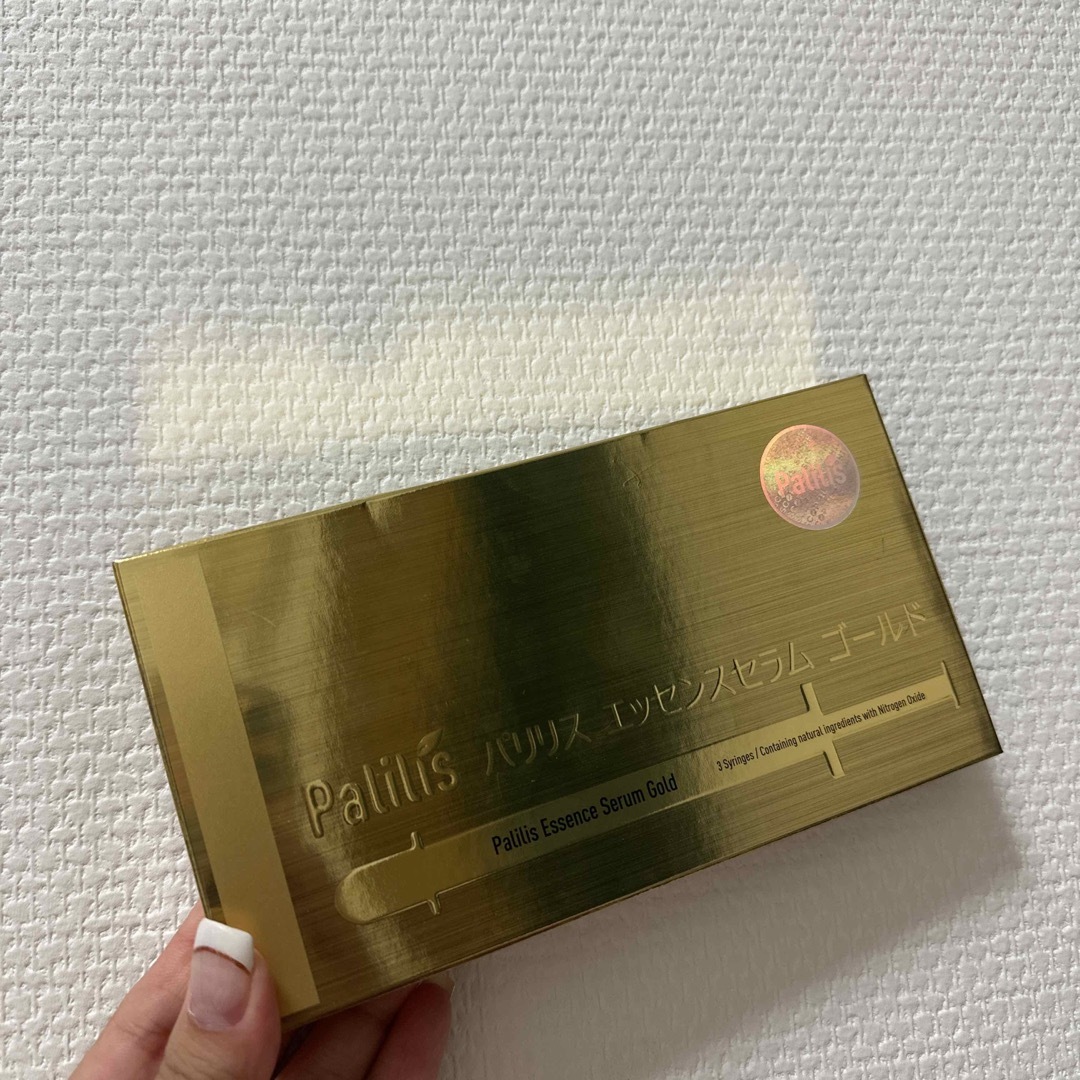 Palilis
Palilis パリリス エッセンスセラム ゴールド
3 Syringes / Containing natural ingredients with Nitrogen Oxide
Palilis Essence Serum Gold